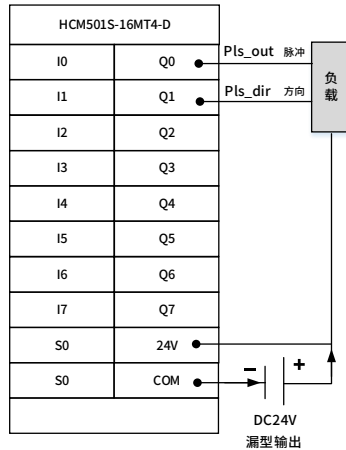 HCM501S-16MT4-D
I0 Q0 Pls_out 脉冲
I1 Q1 Pls_dir 方向
负
载
I2 Q2
I3 Q3
I4 Q4
I5 Q5
I6 Q6
I7 Q7
S0 24V
S0 COM
− +
DC24V
漏型输出